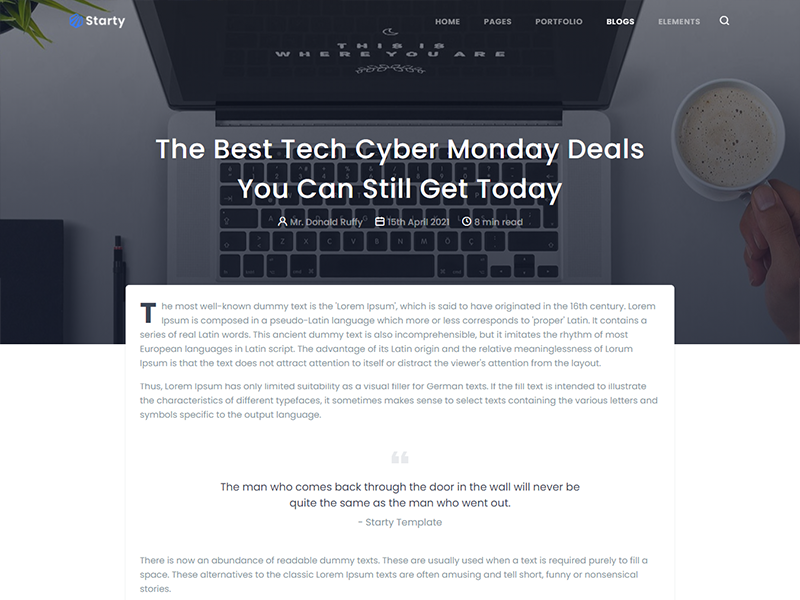 Starty
HOME PAGES PORTFOLIO BLOGS ELEMENTS
THIS IS
WHERE YOU ARE
The Best Tech Cyber Monday Deals
You Can Still Get Today
Mr. Donald Ruffy 15th April 2021 8 min read
The most well-known dummy text is the 'Lorem Ipsum', which is said to have originated in the 16th century. Lorem
Ipsum is composed in a pseudo-Latin language which more or less corresponds to 'proper' Latin. It contains a
series of real Latin words. This ancient dummy text is also incomprehensible, but it imitates the rhythm of most
European languages in Latin script. The advantage of its Latin origin and the relative meaninglessness of Lorum
Ipsum is that the text does not attract attention to itself or distract the viewer's attention from the layout.
Thus, Lorem Ipsum has only limited suitability as a visual filler for German texts. If the fill text is intended to illustrate
the characteristics of different typefaces, it sometimes makes sense to select texts containing the various letters and
symbols specific to the output language.
The man who comes back through the door in the wall will never be
quite the same as the man who went out.
- Starty Template
There is now an abundance of readable dummy texts. These are usually used when a text is required purely to fill a
space. These alternatives to the classic Lorem Ipsum texts are often amusing and tell short, funny or nonsensical
stories.